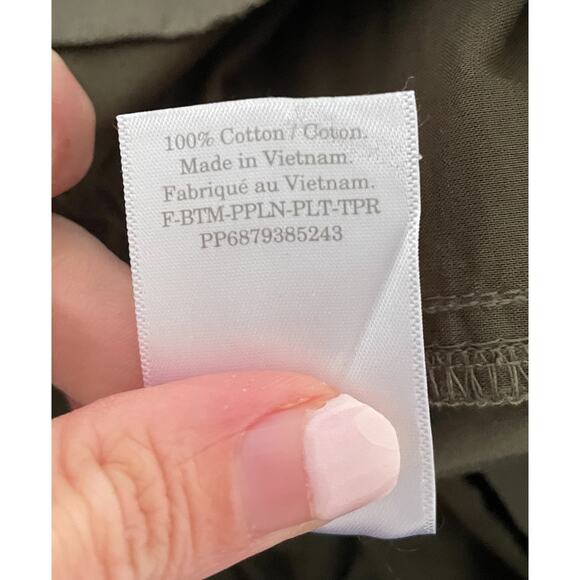 100% Cotton / Coton.
Made in Vietnam.
Fabriqué au Vietnam.
F-BTM-PPLN-PLT-TPR
PP6879385243